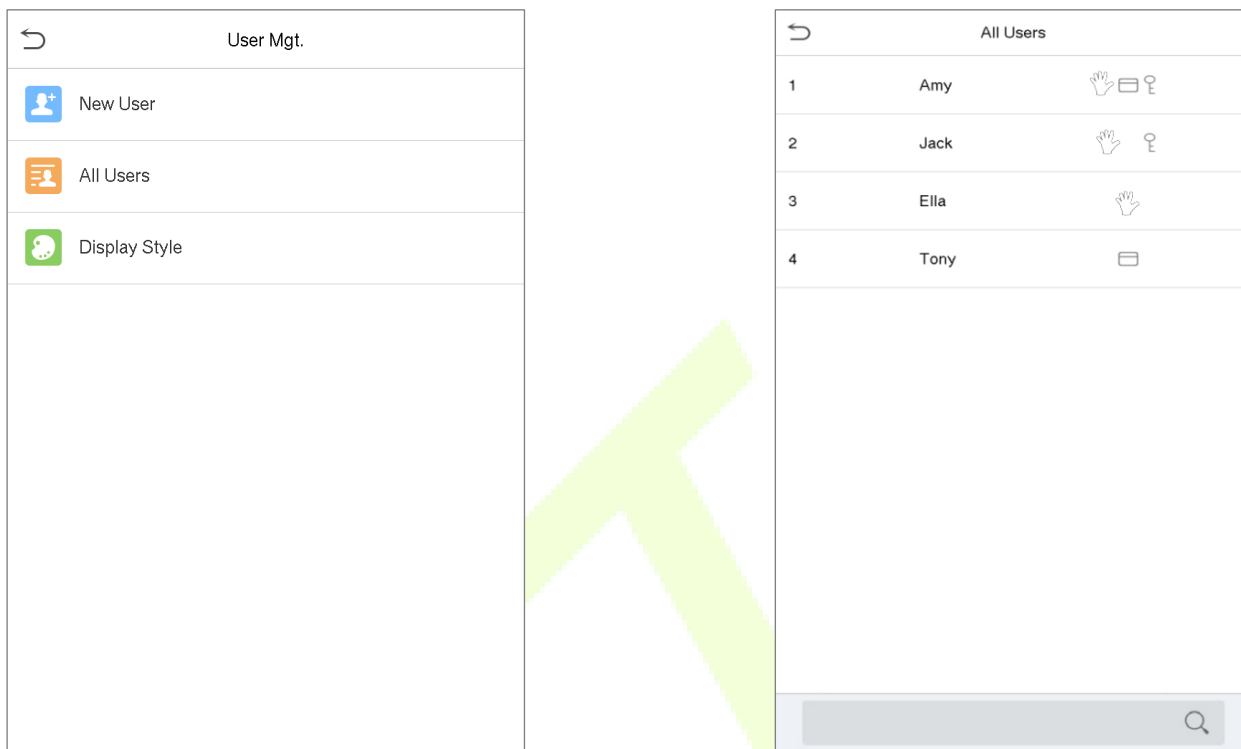 User Mgt.
New User
All Users
Display Style
All Users
1 Amy
2 Jack
3 Ella
4 Tony